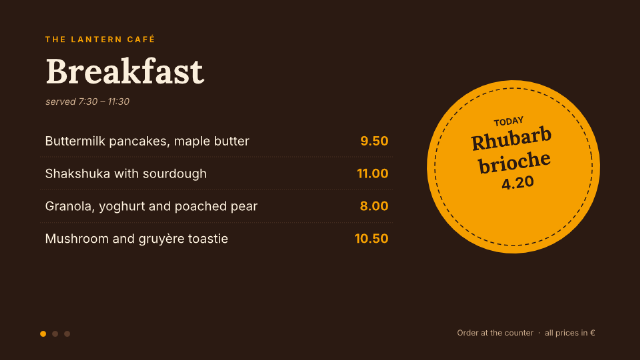 THE LANTERN CAFÉ
Breakfast
served 7:30 – 11:30
Buttermilk pancakes, maple butter 9.50
Shakshuka with sourdough 11.00
Granola, yoghurt and poached pear 8.00
Mushroom and gruyère toastie 10.50
TODAY
Rhubarb
brioche
4.20
Order at the counter · all prices in €